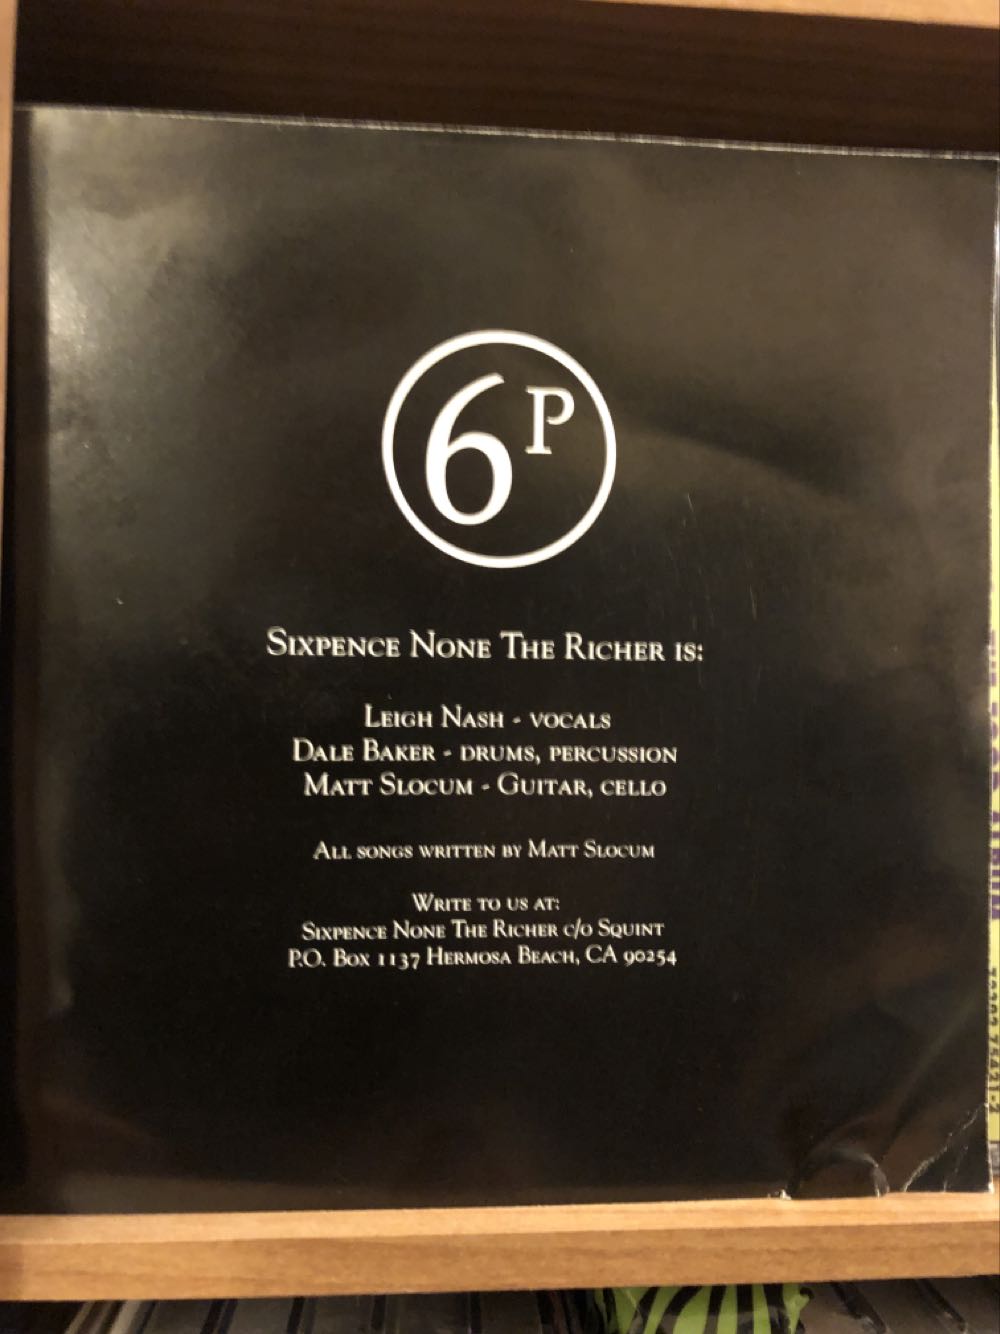 6P
Sixpence None The Richer is:
Leigh Nash - vocals
Dale Baker - drums, percussion
Matt Slocum - Guitar, cello
All songs written by Matt Slocum
Write to us at:
Sixpence None The Richer c/o Squint
P.O. Box 1137 Hermosa Beach, CA 90254